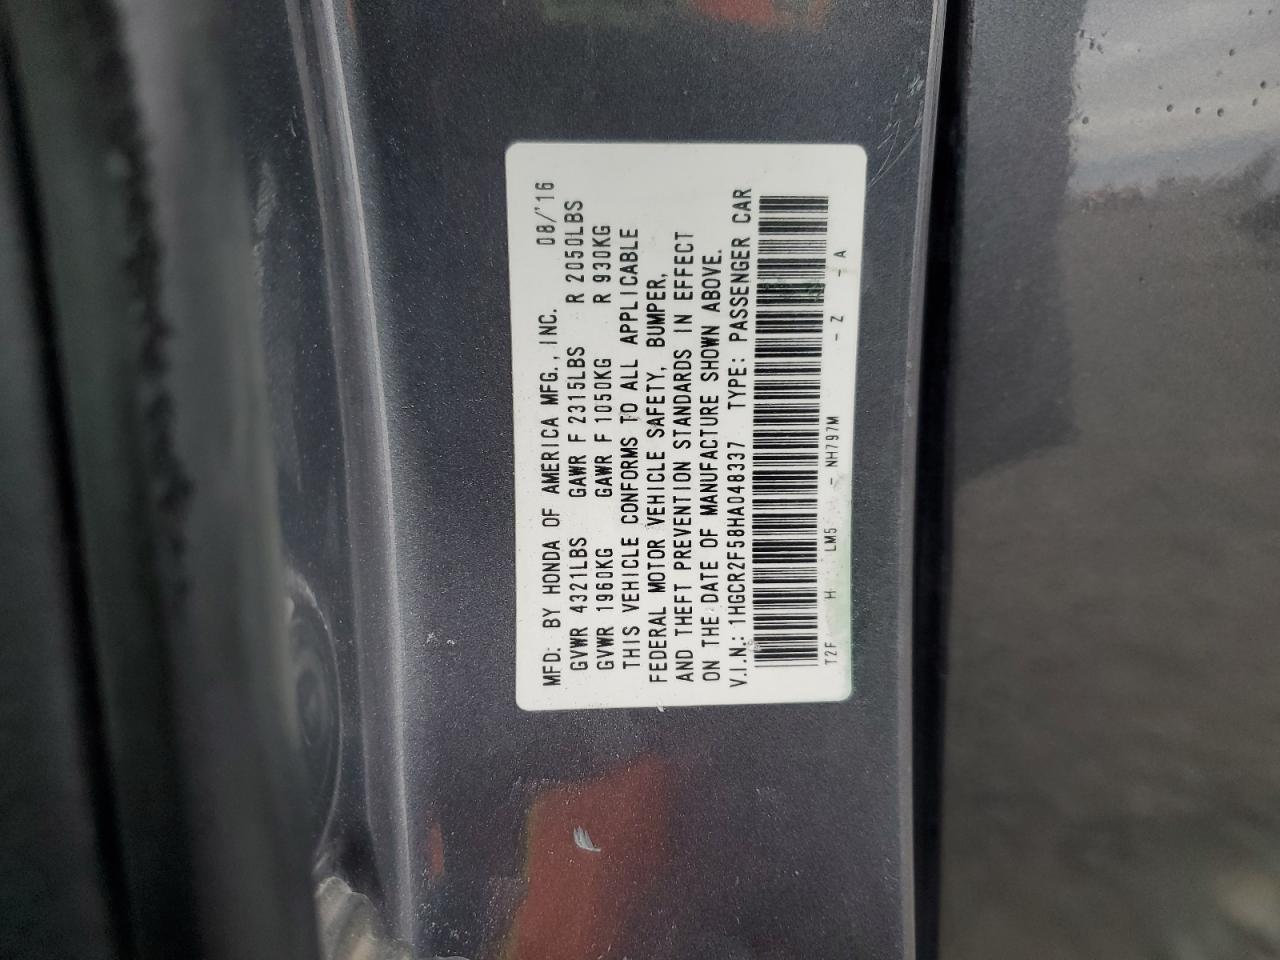 MFD: BY HONDA OF AMERICA MFG., INC. 08/'16
GVWR 4321LBS GAWR F 2315LBS R 2050LBS
GVWR 1960KG GAWR F 1050KG R 930KG
THIS VEHICLE CONFORMS TO ALL APPLICABLE
FEDERAL MOTOR VEHICLE SAFETY, BUMPER,
AND THEFT PREVENTION STANDARDS IN EFFECT
ON THE DATE OF MANUFACTURE SHOWN ABOVE.
V.I.N.: 1HGCR2F58HA048337 TYPE: PASSENGER CAR
T2F H LM5 - NH797M - Z - A